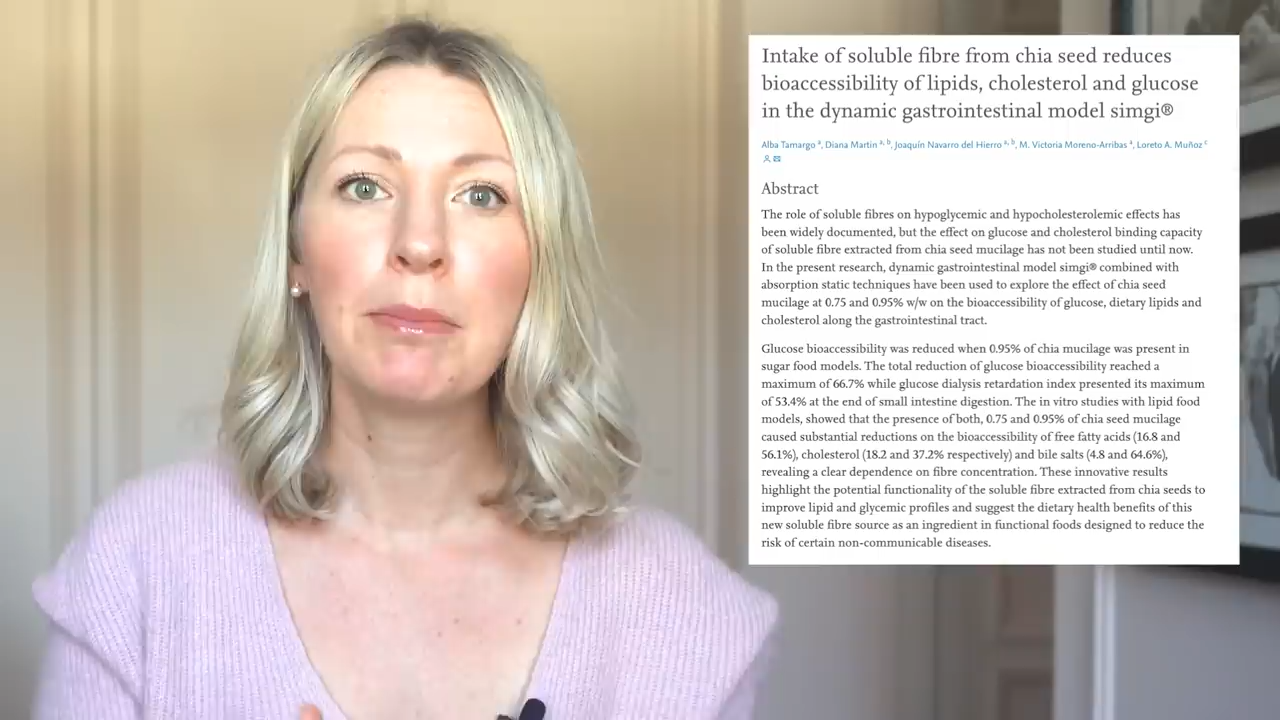 Intake of soluble fibre from chia seed reduces
bioaccessibility of lipids, cholesterol and glucose
in the dynamic gastrointestinal model simgi®
Alba Tamargo a, Diana Martin a, b, Joaquín Navarro del Hierro a, b, M. Victoria Moreno-Arribas a, Loreto A. Muñoz c
Abstract
The role of soluble fibres on hypoglycemic and hypocholesterolemic effects has
been widely documented, but the effect on glucose and cholesterol binding capacity
of soluble fibre extracted from chia seed mucilage has not been studied until now.
In the present research, dynamic gastrointestinal model simgi® combined with
absorption static techniques have been used to explore the effect of chia seed
mucilage at 0.75 and 0.95% w/w on the bioaccessibility of glucose, dietary lipids and
cholesterol along the gastrointestinal tract.
Glucose bioaccessibility was reduced when 0.95% of chia mucilage was present in
sugar food models. The total reduction of glucose bioaccessibility reached a
maximum of 66.7% while glucose dialysis retardation index presented its maximum
of 53.4% at the end of small intestine digestion. The in vitro studies with lipid food
models, showed that the presence of both, 0.75 and 0.95% of chia seed mucilage
caused substantial reductions on the bioaccessibility of free fatty acids (16.8 and
56.1%), cholesterol (18.2 and 37.2% respectively) and bile salts (4.8 and 64.6%),
revealing a clear dependence on fibre concentration. These innovative results
highlight the potential functionality of the soluble fibre extracted from chia seeds to
improve lipid and glycemic profiles and suggest the dietary health benefits of this
new soluble fibre source as an ingredient in functional foods designed to reduce the
risk of certain non-communicable diseases.